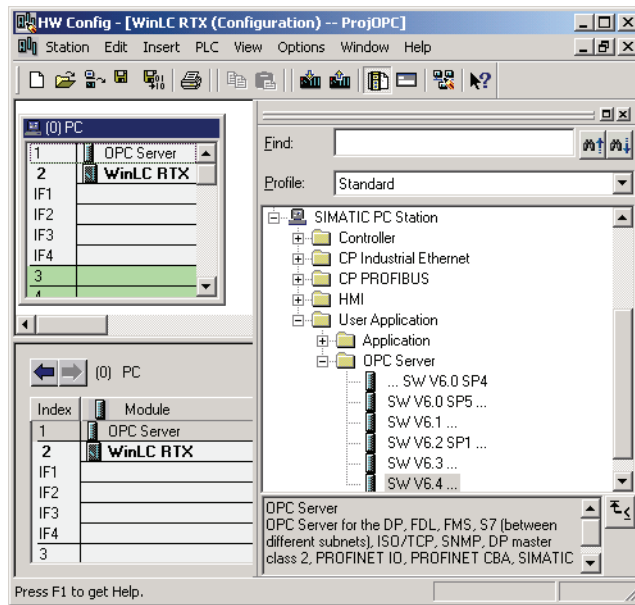 HW Config - [WinLC RTX (Configuration) -- ProjOPC]
Station Edit Insert PLC View Options Window Help
(0) PC
1 OPC Server
2 WinLC RTX
IF1
IF2
IF3
IF4
3
4
Find:
Profile: Standard
SIMATIC PC Station
Controller
CP Industrial Ethernet
CP PROFIBUS
HMI
User Application
Application
OPC Server
... SW V6.0 SP4
SW V6.0 SP5 ...
SW V6.1 ...
SW V6.2 SP1 ...
SW V6.3 ...
SW V6.4 ...
(0) PC
Index Module
1 OPC Server
2 WinLC RTX
IF1
IF2
IF3
IF4
3
OPC Server
OPC Server for the DP, FDL, FMS, S7 (between
different subnets), ISO/TCP, SNMP, DP master
class 2, PROFINET IO, PROFINET CBA, SIMATIC
Press F1 to get Help.